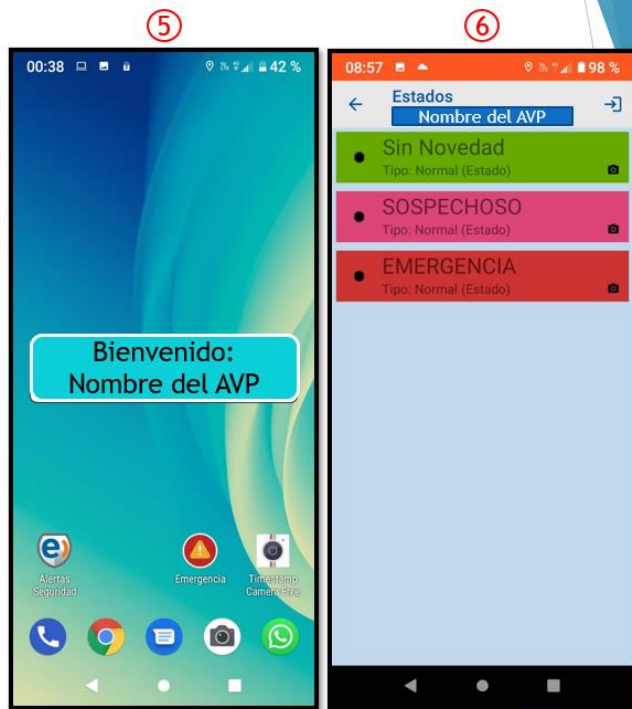 ⑤
00:38 42 %
Bienvenido:
Nombre del AVP
Alertas
Seguridad
Emergencia
Timestamp
Camera Free
⑥
08:57 98 %
Estados
Nombre del AVP
Sin Novedad
Tipo: Normal (Estado)
SOSPECHOSO
Tipo: Normal (Estado)
EMERGENCIA
Tipo: Normal (Estado)